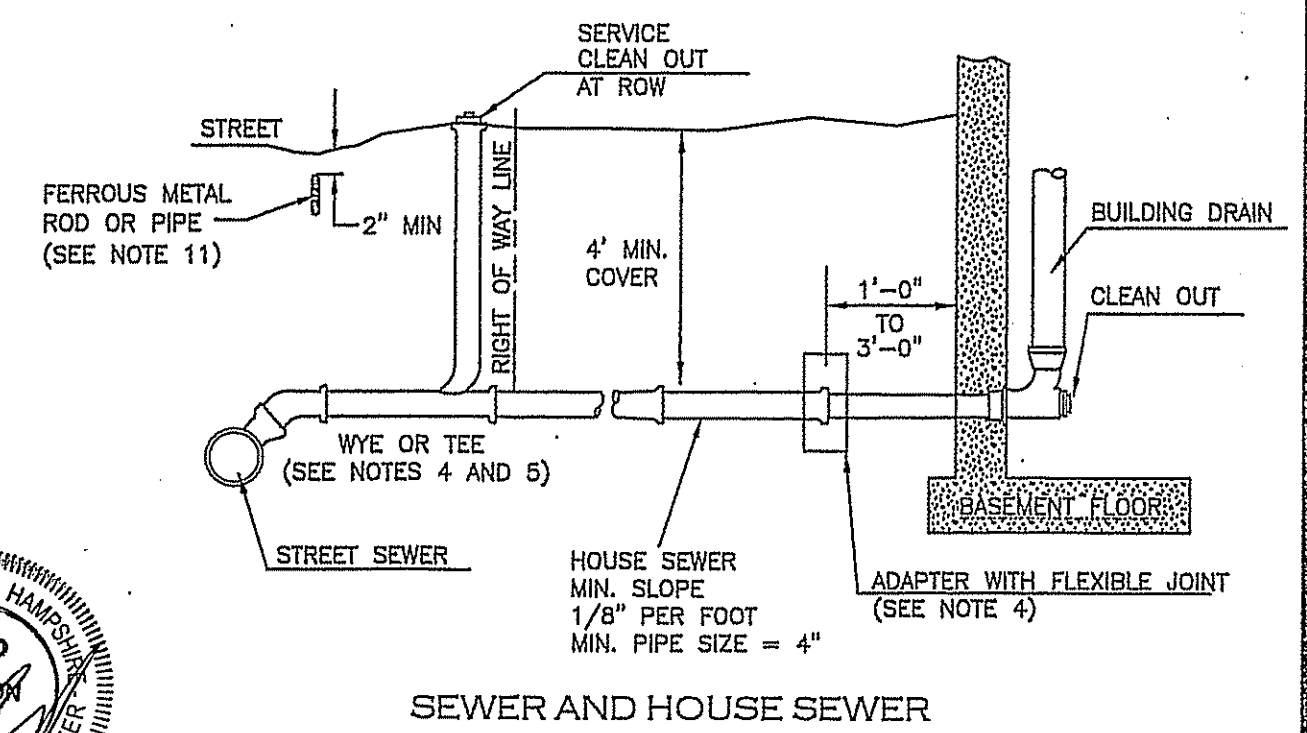 SERVICE
CLEAN OUT
AT ROW
STREET
FERROUS METAL
ROD OR PIPE
(SEE NOTE 11)
2" MIN
RIGHT OF WAY LINE
4' MIN.
COVER
1'-0"
TO
3'-0"
BUILDING DRAIN
CLEAN OUT
WYE OR TEE
(SEE NOTES 4 AND 5)
BASEMENT FLOOR
STREET SEWER
HOUSE SEWER
MIN. SLOPE
1/8" PER FOOT
MIN. PIPE SIZE = 4"
ADAPTER WITH FLEXIBLE JOINT
(SEE NOTE 4)
HAMPSHIRE
SEWER AND HOUSE SEWER